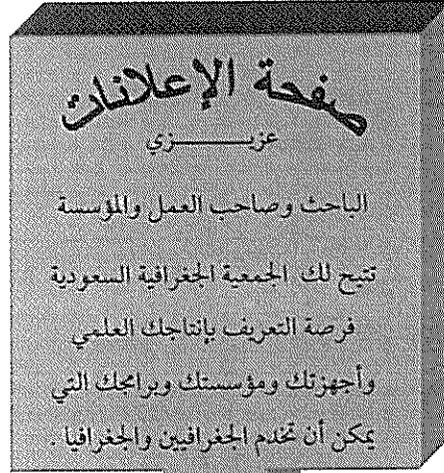 صفحة الإعلانات
عزيـــــــزي
الباحث وصاحب العمل والمؤسسة
تتيح لك الجمعية الجغرافية السعودية
فرصة التعريف بإنتاجك العلمي
وأجهزتك ومؤسستك وبرامجك التي
يمكن أن تخدم الجغرافيين والجغرافيا .